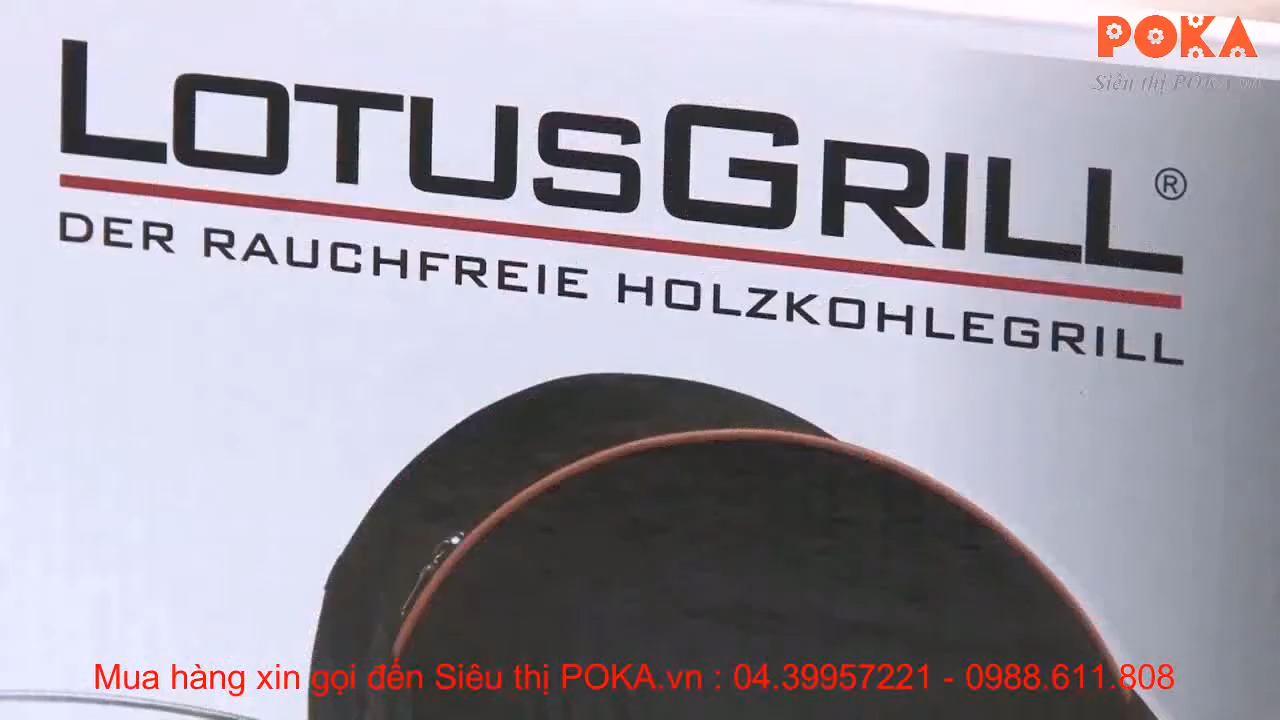 POKA
Siêu thị POKA.vn
LOTUSGRILL®
DER RAUCHFREIE HOLZKOHLEGRILL
Mua hàng xin gọi đến Siêu thị POKA.vn : 04.39957221 - 0988.611.808